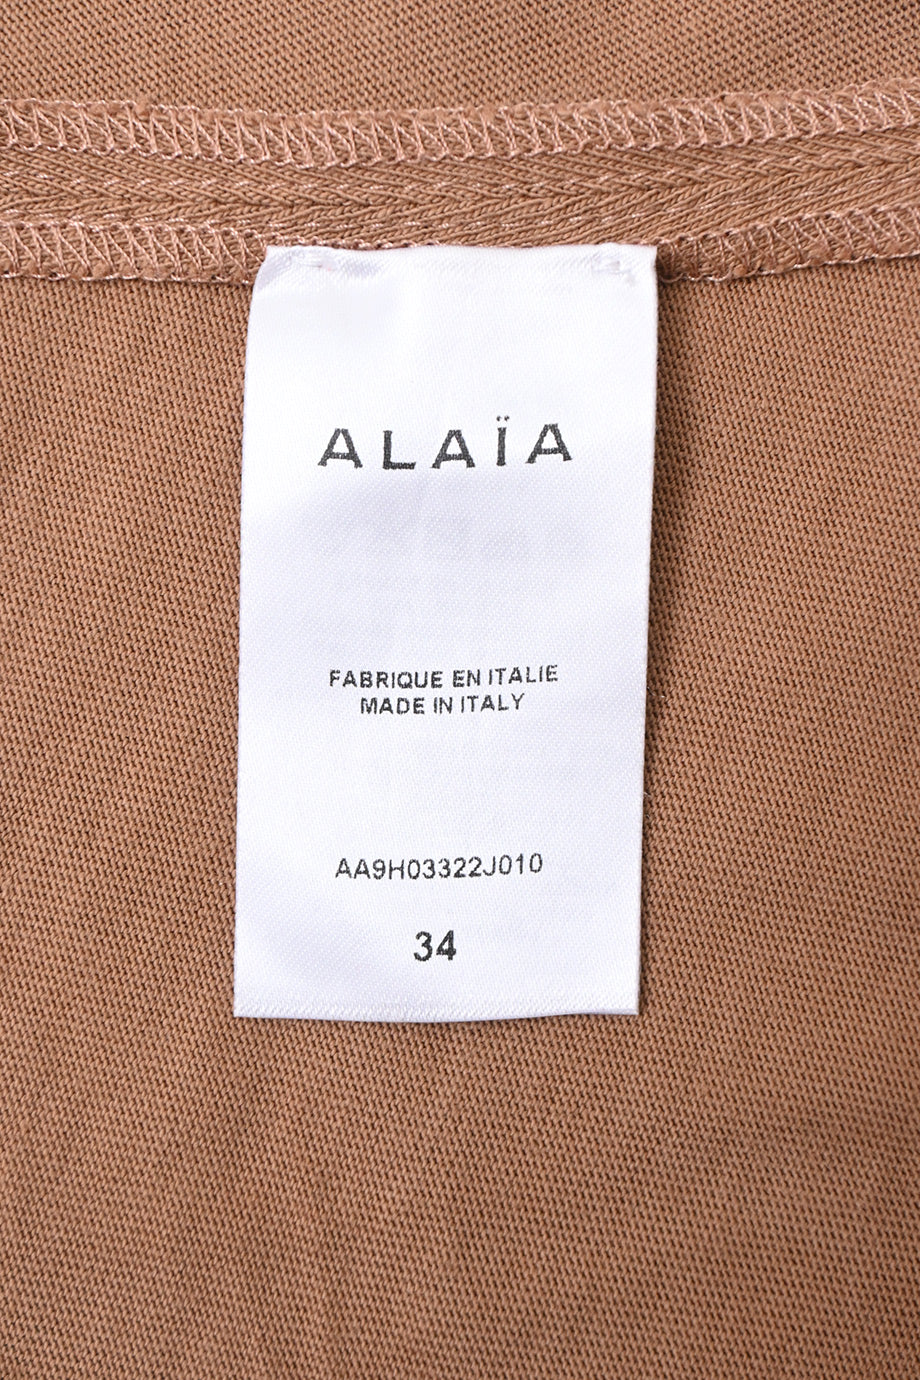 ALAÏA
FABRIQUE EN ITALIE
MADE IN ITALY
AA9H03322J010
34